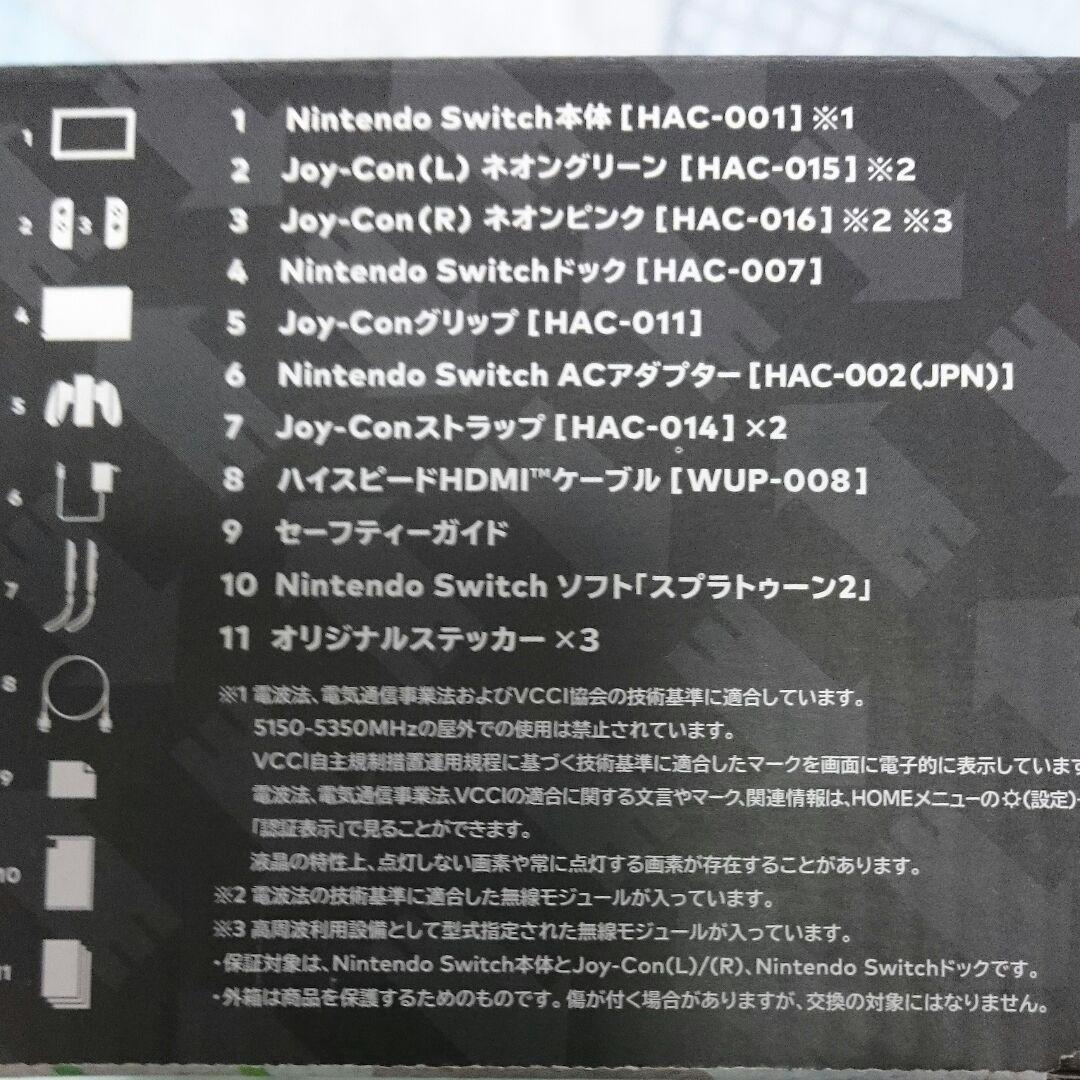 1 Nintendo Switch本体 [HAC-001] ※1
2 Joy-Con(L) ネオングリーン [HAC-015] ※2
3 Joy-Con(R) ネオンピンク [HAC-016] ※2 ※3
4 Nintendo Switchドック [HAC-007]
5 Joy-Conグリップ [HAC-011]
6 Nintendo Switch ACアダプター [HAC-002(JPN)]
7 Joy-Conストラップ [HAC-014] ×2
8 ハイスピードHDMI™ケーブル [WUP-008]
9 セーフティーガイド
10 Nintendo Switch ソフト「スプラトゥーン2」
11 オリジナルステッカー ×3
※1 電波法、電気通信事業法およびVCCI協会の技術基準に適合しています。
5150-5350MHzの屋外での使用は禁止されています。
VCCI自主規制措置運用規程に基づく技術基準に適合したマークを画面に電子的に表示しています
電波法、電気通信事業法、VCCIの適合に関する文言やマーク、関連情報は、HOMEメニューの(設定)-
「認証表示」で見ることができます。
液晶の特性上、点灯しない画素や常に点灯する画素が存在することがあります。
※2 電波法の技術基準に適合した無線モジュールが入っています。
※3 高周波利用設備として型式指定された無線モジュールが入っています。
・保証対象は、Nintendo Switch本体とJoy-Con(L)/(R)、Nintendo Switchドックです。
・外箱は商品を保護するためのものです。傷が付く場合がありますが、交換の対象にはなりません。
1
2 3
4
5
6
7
8
9
10
11